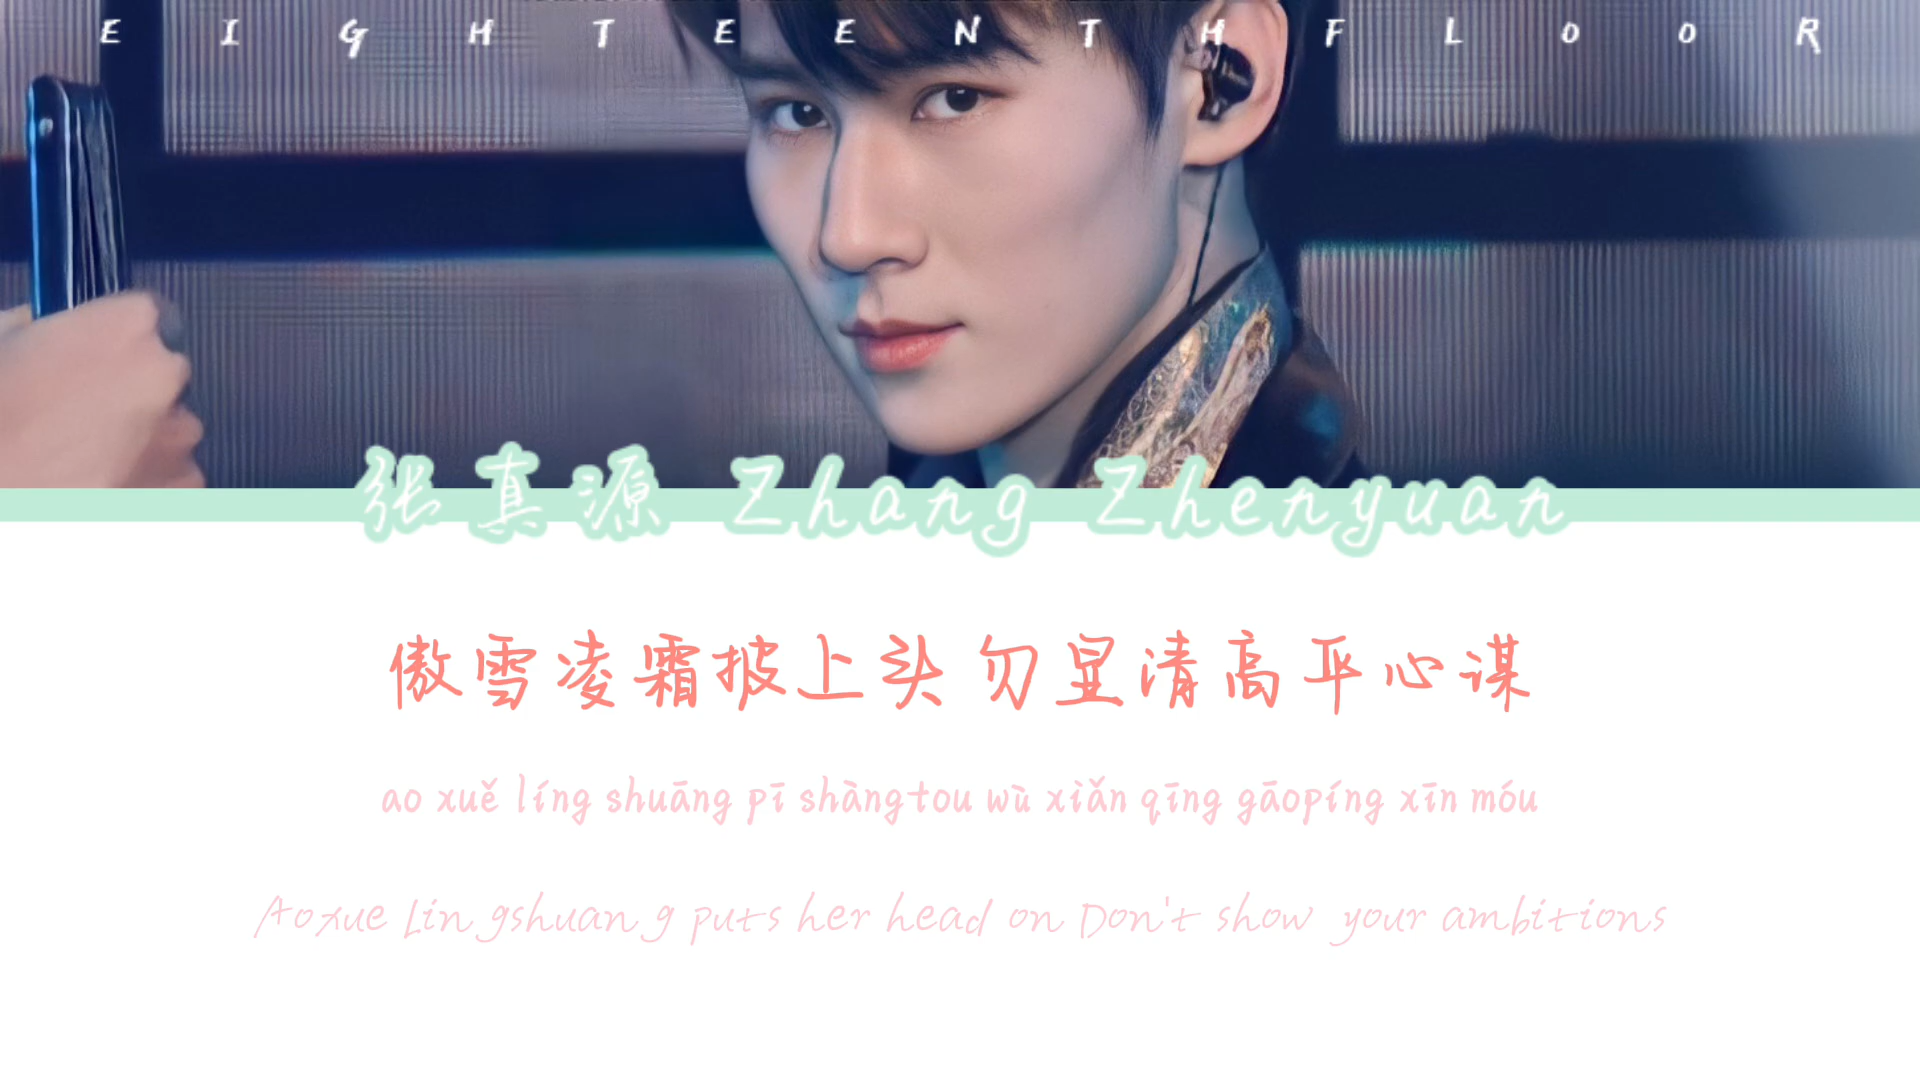 EIGHTEENTHFLOOR
张真源 Zhang Zhenyuan
傲雪凌霜披上头 勿显清高平心谋
ao xuě líng shuāng pī shàngtou wù xiǎn qīng gāopíng xīn móu
Aoxue Lingshuang puts her head on Don't show your ambitions